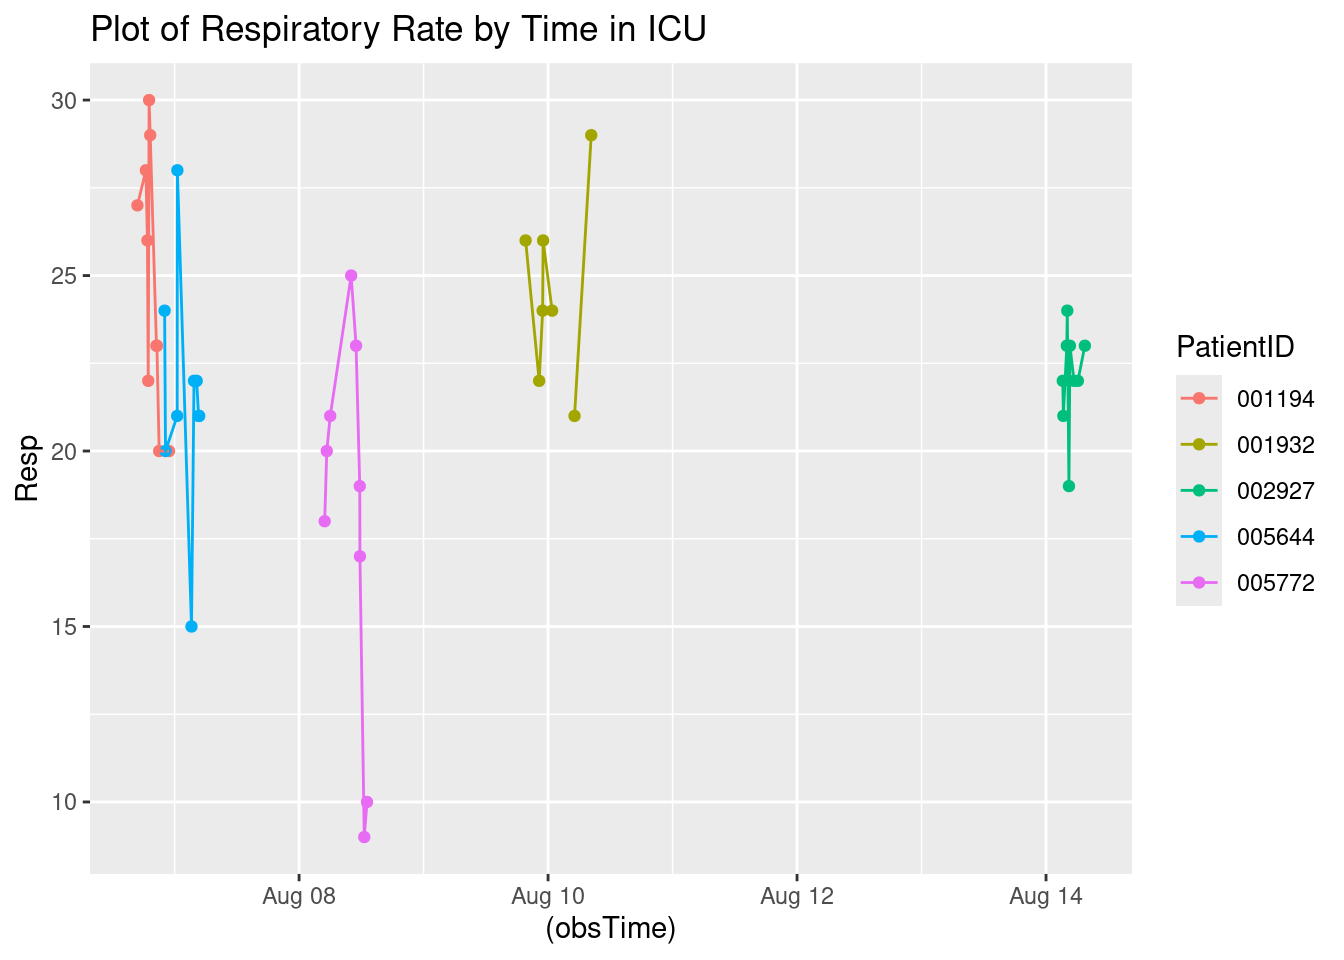 Plot of Respiratory Rate by Time in ICU
30
25
20
15
10
Resp
Aug 08
Aug 10
Aug 12
Aug 14
(obsTime)
PatientID
001194
001932
002927
005644
005772